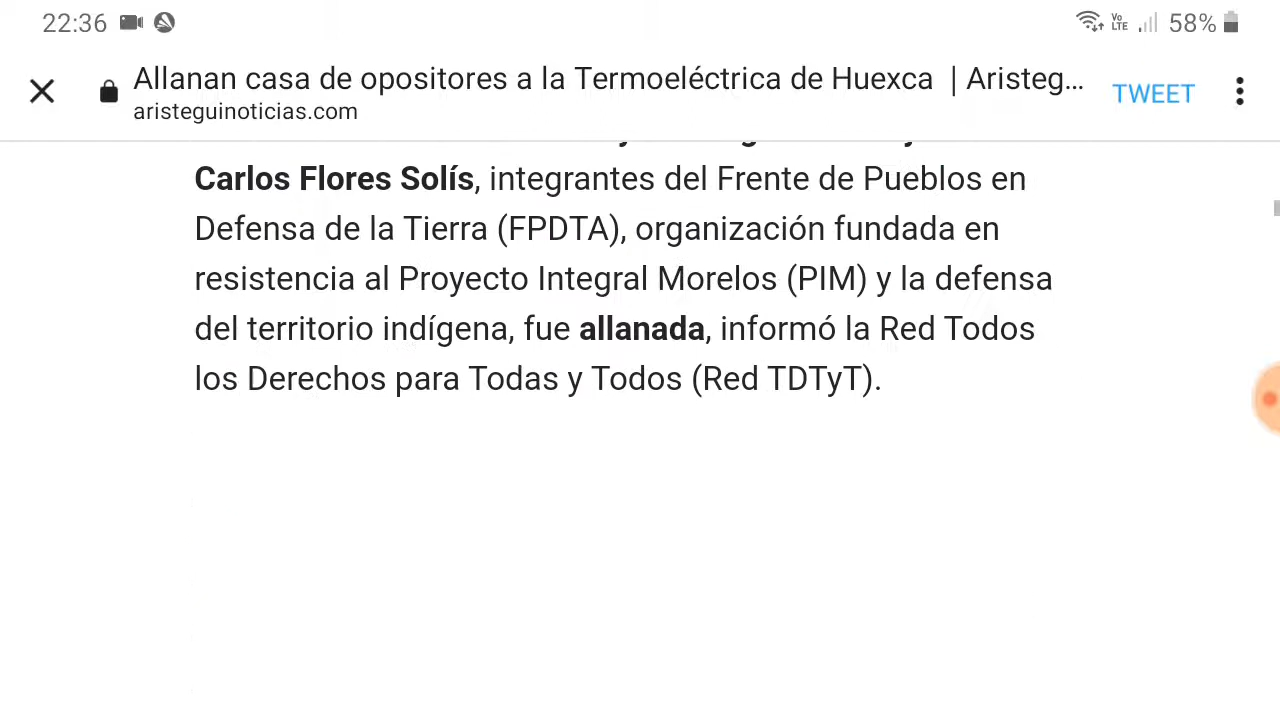 22:36 Vo LTE 58%
Allanan casa de opositores a la Termoeléctrica de Huexca | Aristeg...
aristeguinoticias.com
TWEET
Carlos Flores Solís, integrantes del Frente de Pueblos en
Defensa de la Tierra (FPDTA), organización fundada en
resistencia al Proyecto Integral Morelos (PIM) y la defensa
del territorio indígena, fue allanada, informó la Red Todos
los Derechos para Todas y Todos (Red TDTyT).